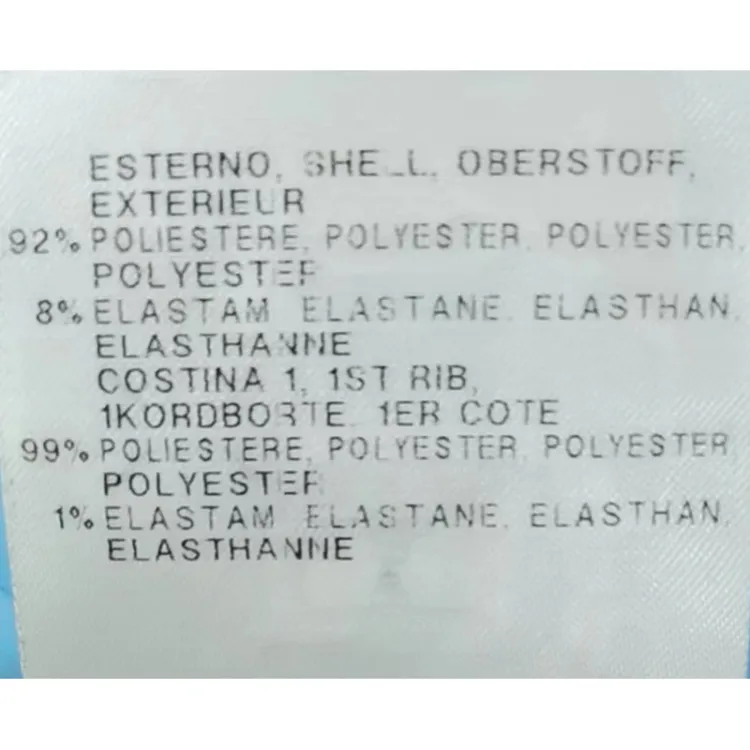 ESTERNO, SHELL, OBERSTOFF,
EXTERIEUR
92% POLIESTERE, POLYESTER, POLYESTER,
POLYESTER
8% ELASTAM ELASTANE, ELASTHAN,
ELASTHANNE
COSTINA 1, 1ST RIB,
1KORDBORTE, 1ER COTE
99% POLIESTERE, POLYESTER, POLYESTER,
POLYESTER
1% ELASTAM ELASTANE, ELASTHAN,
ELASTHANNE